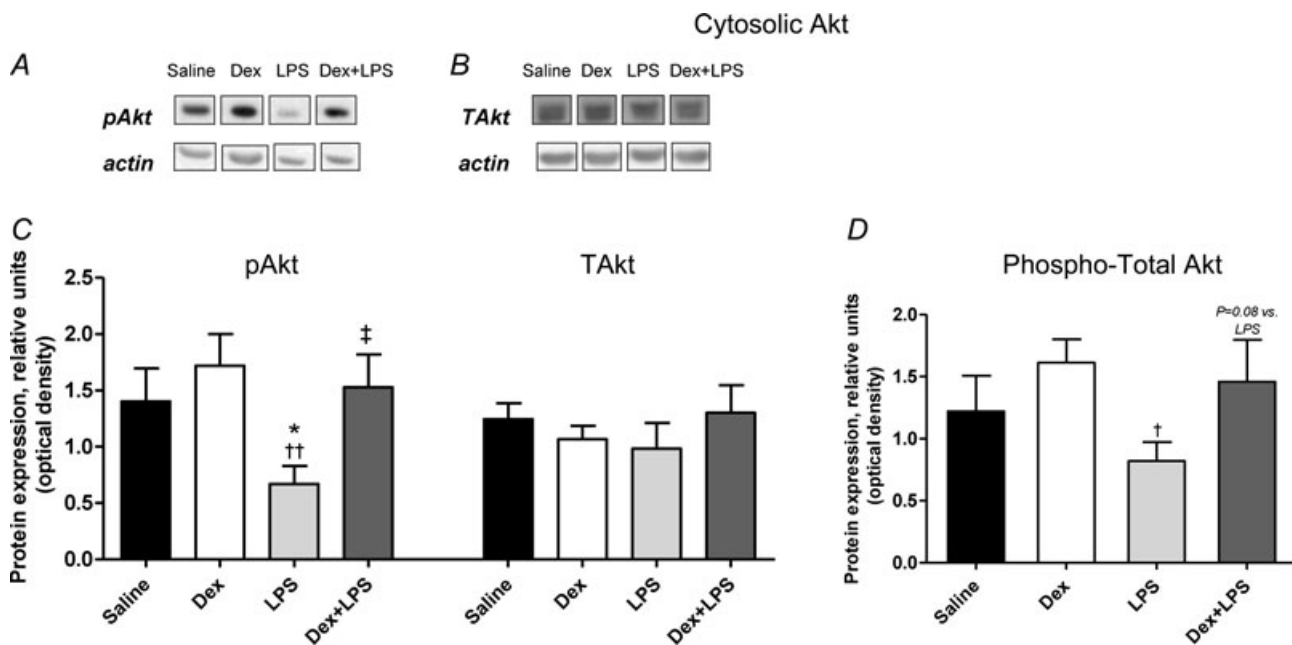 Cytosolic Akt
A
Saline Dex LPS Dex+LPS
pAkt
actin
B
Saline Dex LPS Dex+LPS
TAkt
actin
C
pAkt
TAkt
Protein expression, relative units
(optical density)
2.5
2.0
1.5
1.0
0.5
0.0
*
††
‡
Saline
Dex
LPS
Dex+LPS
Saline
Dex
LPS
Dex+LPS
D
Phospho-Total Akt
Protein expression, relative units
(optical density)
2.0
1.5
1.0
0.5
0.0
†
P=0.08 vs.
LPS
Saline
Dex
LPS
Dex+LPS